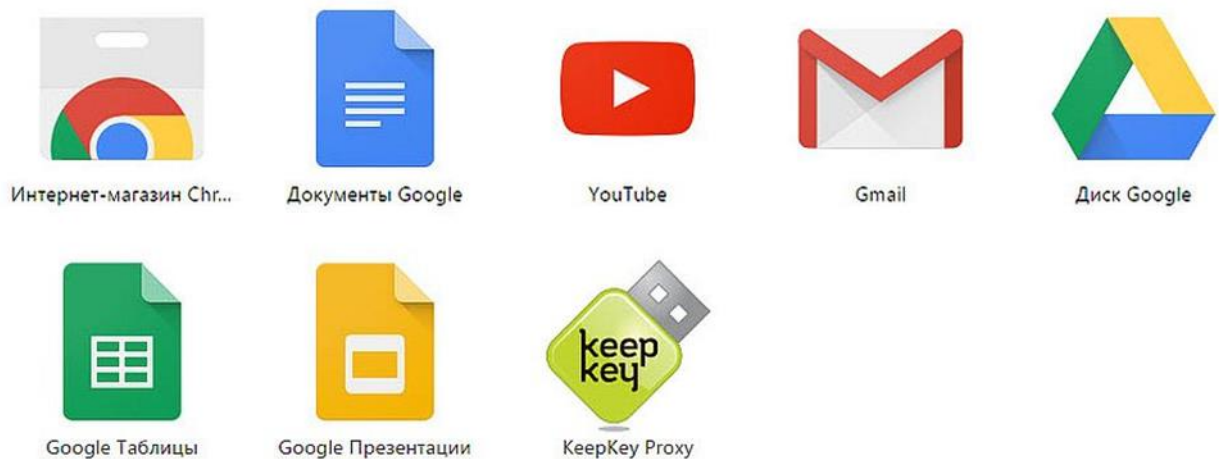 Интернет-магазин Chr...
Документы Google
YouTube
Gmail
Диск Google
keep
key
Google Таблицы
Google Презентации
KeepKey Proxy